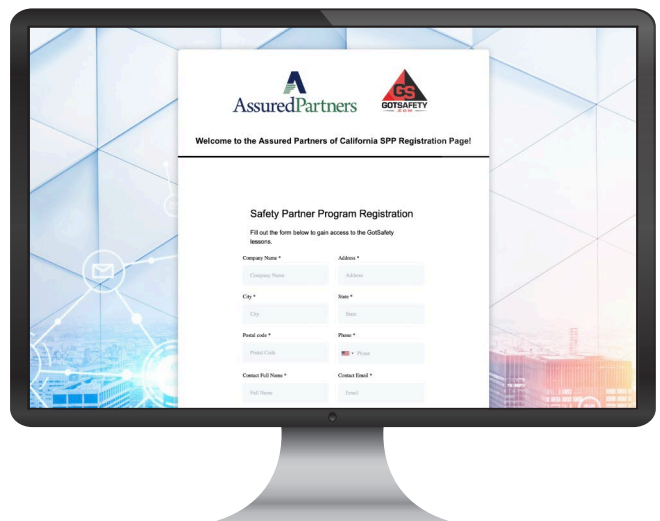 AssuredPartners
GS
GOTSAFETY
.COM
Welcome to the Assured Partners of California SPP Registration Page!
Safety Partner Program Registration
Fill out the form below to gain access to the GotSafety
lessons.
Company Name * Address *
Company Name Address
City * State *
City State
Postal code * Phone *
Postal Code Phone
Contact Full Name * Contact Email *
Full Name Email